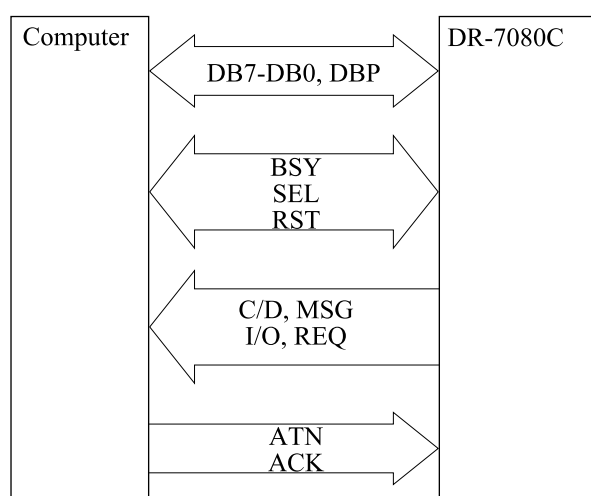 Computer
DR-7080C
DB7-DB0, DBP
BSY
SEL
RST
C/D, MSG
I/O, REQ
ATN
ACK